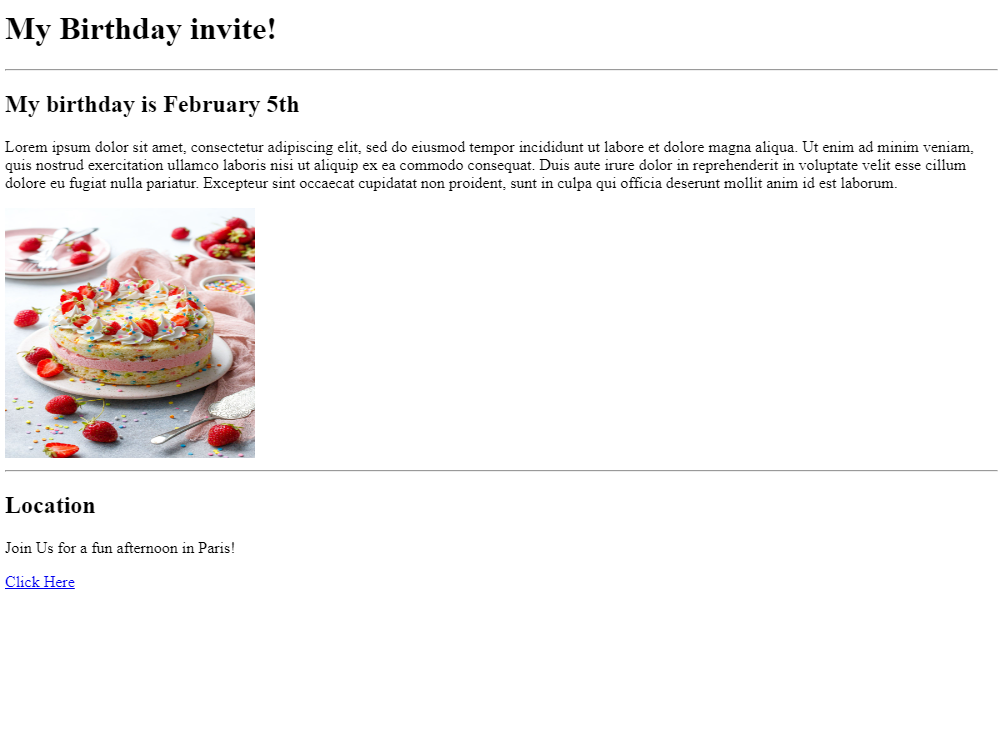 My Birthday invite!
My birthday is February 5th
Lorem ipsum dolor sit amet, consectetur adipiscing elit, sed do eiusmod tempor incididunt ut labore et dolore magna aliqua. Ut enim ad minim veniam,
quis nostrud exercitation ullamco laboris nisi ut aliquip ex ea commodo consequat. Duis aute irure dolor in reprehenderit in voluptate velit esse cillum
dolore eu fugiat nulla pariatur. Excepteur sint occaecat cupidatat non proident, sunt in culpa qui officia deserunt mollit anim id est laborum.
Location
Join Us for a fun afternoon in Paris!
Click Here